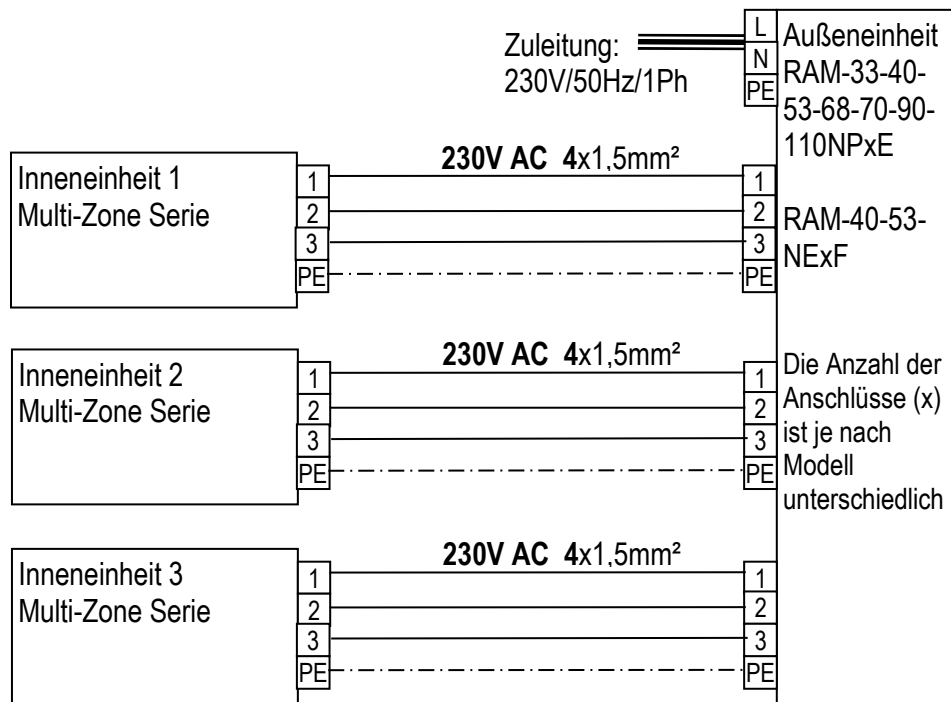 Zuleitung:
230V/50Hz/1Ph
L
N
PE
Außeneinheit
RAM-33-40-
53-68-70-90-
110NPxE
RAM-40-53-
NExF
Die Anzahl der
Anschlüsse (x)
ist je nach
Modell
unterschiedlich
Inneneinheit 1
Multi-Zone Serie
230V AC 4x1,5mm²
1 1
2 2
3 3
PE PE
Inneneinheit 2
Multi-Zone Serie
230V AC 4x1,5mm²
1 1
2 2
3 3
PE PE
Inneneinheit 3
Multi-Zone Serie
230V AC 4x1,5mm²
1 1
2 2
3 3
PE PE